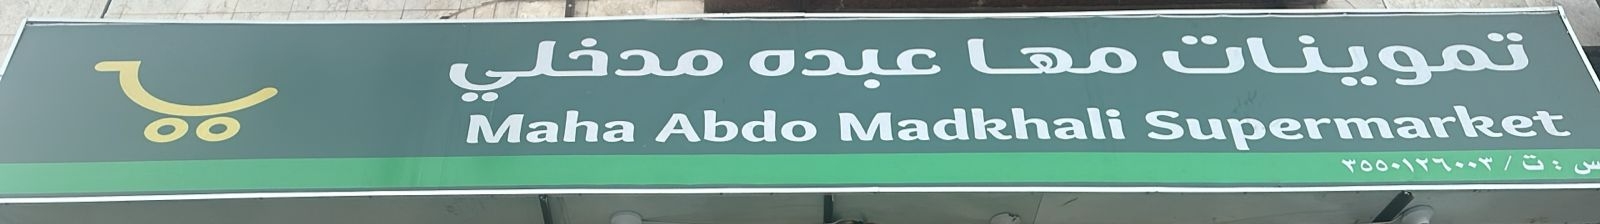 تموينات مها عبده مدخلي
Maha Abdo Madkhali Supermarket
س : ت / ٣٥٥٠١٢٦٠٠٣